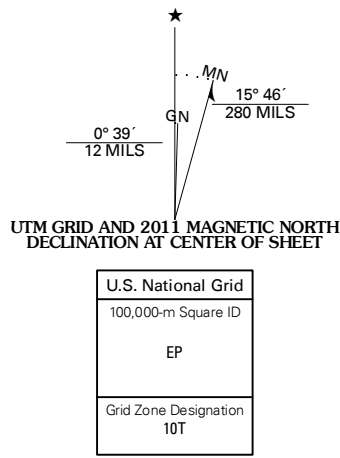 ★
MN
GN
15° 46´
280 MILS
0° 39´
12 MILS
UTM GRID AND 2011 MAGNETIC NORTH
DECLINATION AT CENTER OF SHEET
U.S. National Grid
100,000-m Square ID
EP
Grid Zone Designation
10T